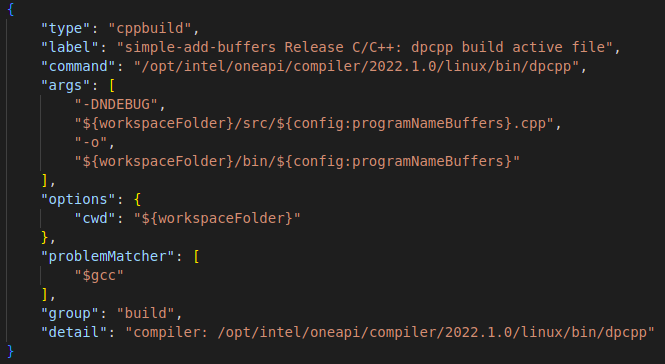 {
    "type": "cppbuild",
    "label": "simple-add-buffers Release C/C++: dpcpp build active file",
    "command": "/opt/intel/oneapi/compiler/2022.1.0/linux/bin/dpcpp",
    "args": [
        "-DNDEBUG",
        "${workspaceFolder}/src/${config:programNameBuffers}.cpp",
        "-o",
        "${workspaceFolder}/bin/${config:programNameBuffers}"
    ],
    "options": {
        "cwd": "${workspaceFolder}"
    },
    "problemMatcher": [
        "$gcc"
    ],
    "group": "build",
    "detail": "compiler: /opt/intel/oneapi/compiler/2022.1.0/linux/bin/dpcpp"
}